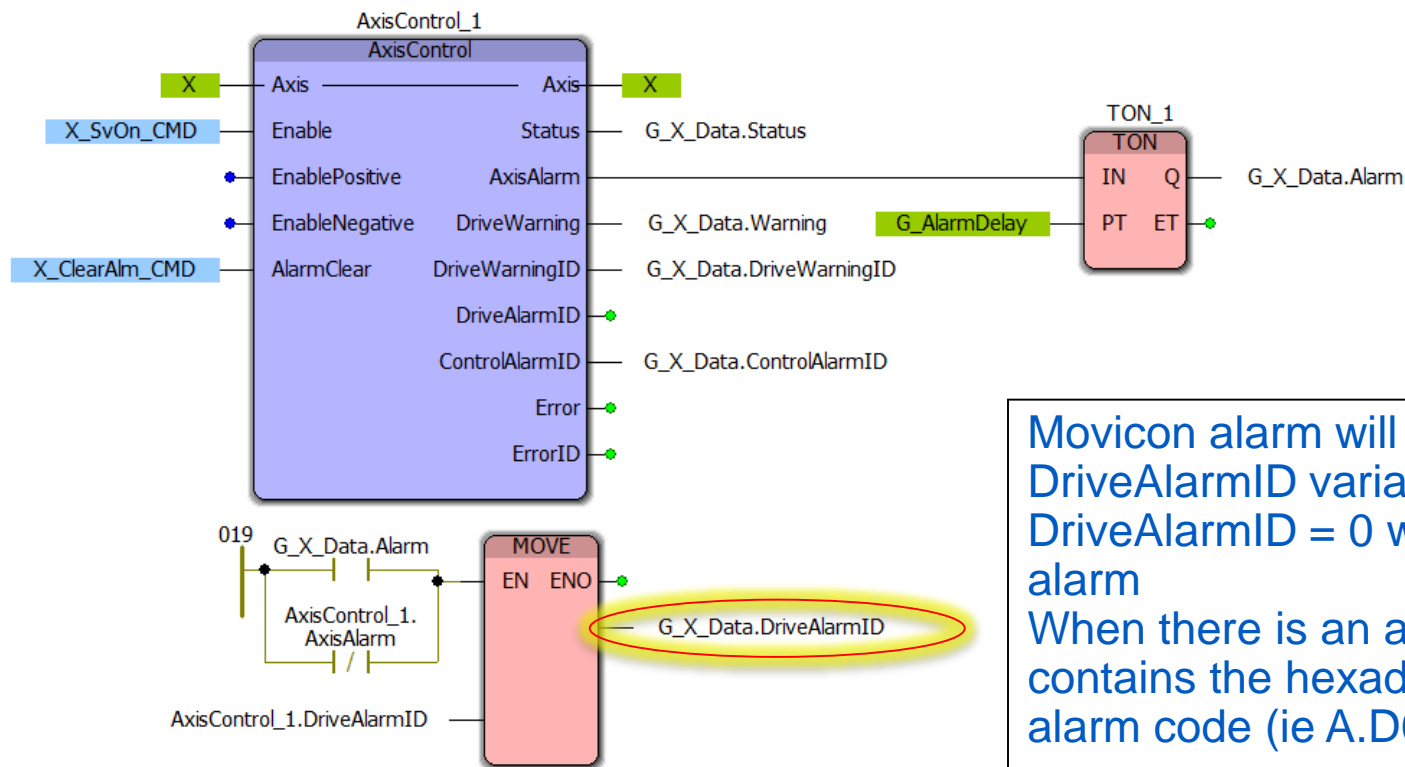 AxisControl_1
AxisControl
X Axis Axis X
X_SvOn_CMD Enable Status G_X_Data.Status
EnablePositive AxisAlarm
EnableNegative DriveWarning G_X_Data.Warning
X_ClearAlm_CMD AlarmClear DriveWarningID G_X_Data.DriveWarningID
DriveAlarmID
ControlAlarmID G_X_Data.ControlAlarmID
Error
ErrorID
TON_1
TON
IN Q G_X_Data.Alarm
G_AlarmDelay PT ET
019
G_X_Data.Alarm
AxisControl_1.
AxisAlarm
/
MOVE
EN ENO
G_X_Data.DriveAlarmID
AxisControl_1.DriveAlarmID
Movicon alarm will
DriveAlarmID
DriveAlarmID = 0
alarm
When there is an
contains the
alarm code (ie